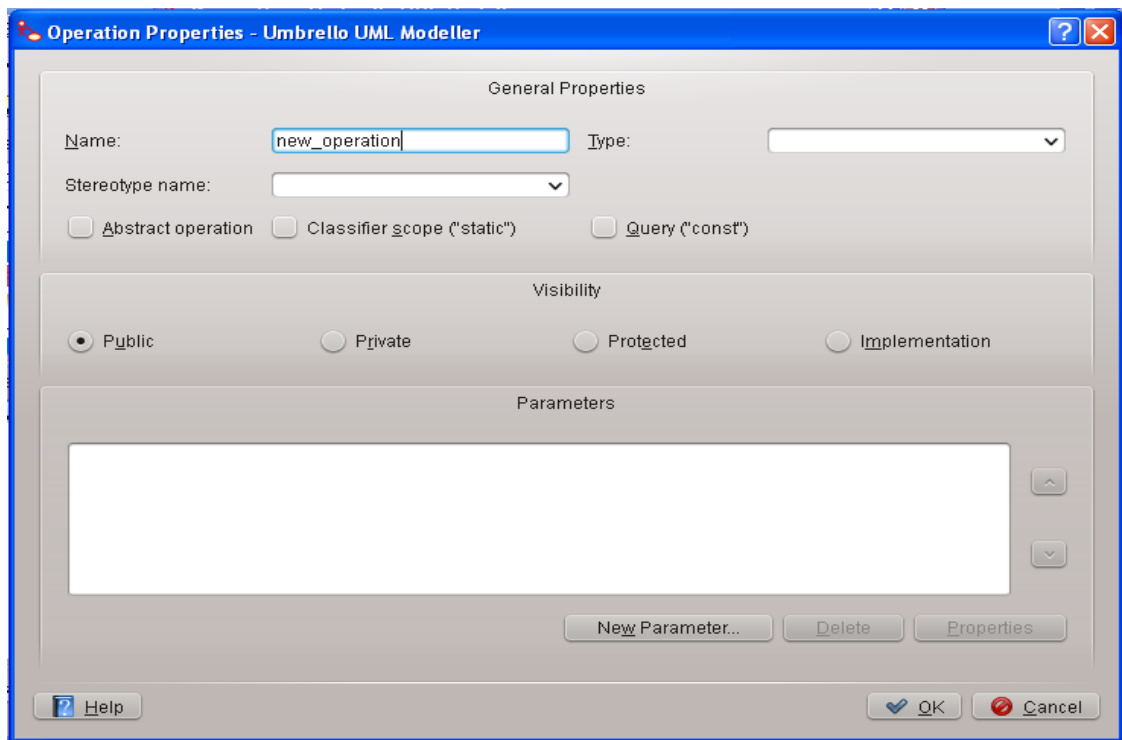 Operation Properties - Umbrello UML Modeller
General Properties
Name: new_operation Type:
Stereotype name:
Abstract operation Classifier scope ("static") Query ("const")
Visibility
Public Private Protected Implementation
Parameters
New Parameter... Delete Properties
Help OK Cancel